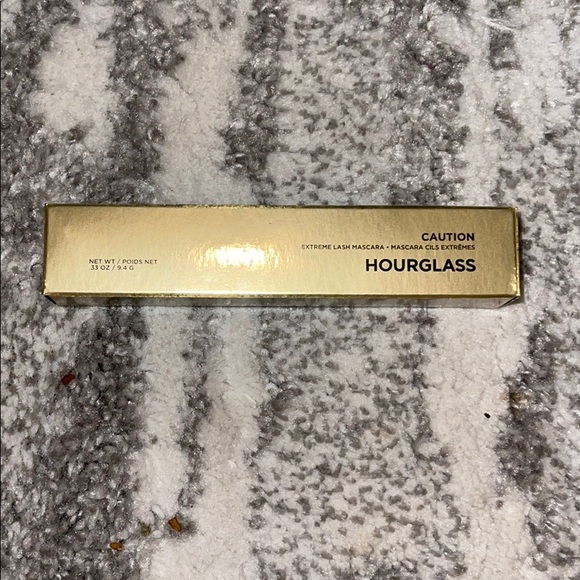 CAUTION
EXTREME LASH MASCARA • MASCARA CILS EXTRÊMES
HOURGLASS
NET WT / POIDS NET
.33 OZ / 9.4 G